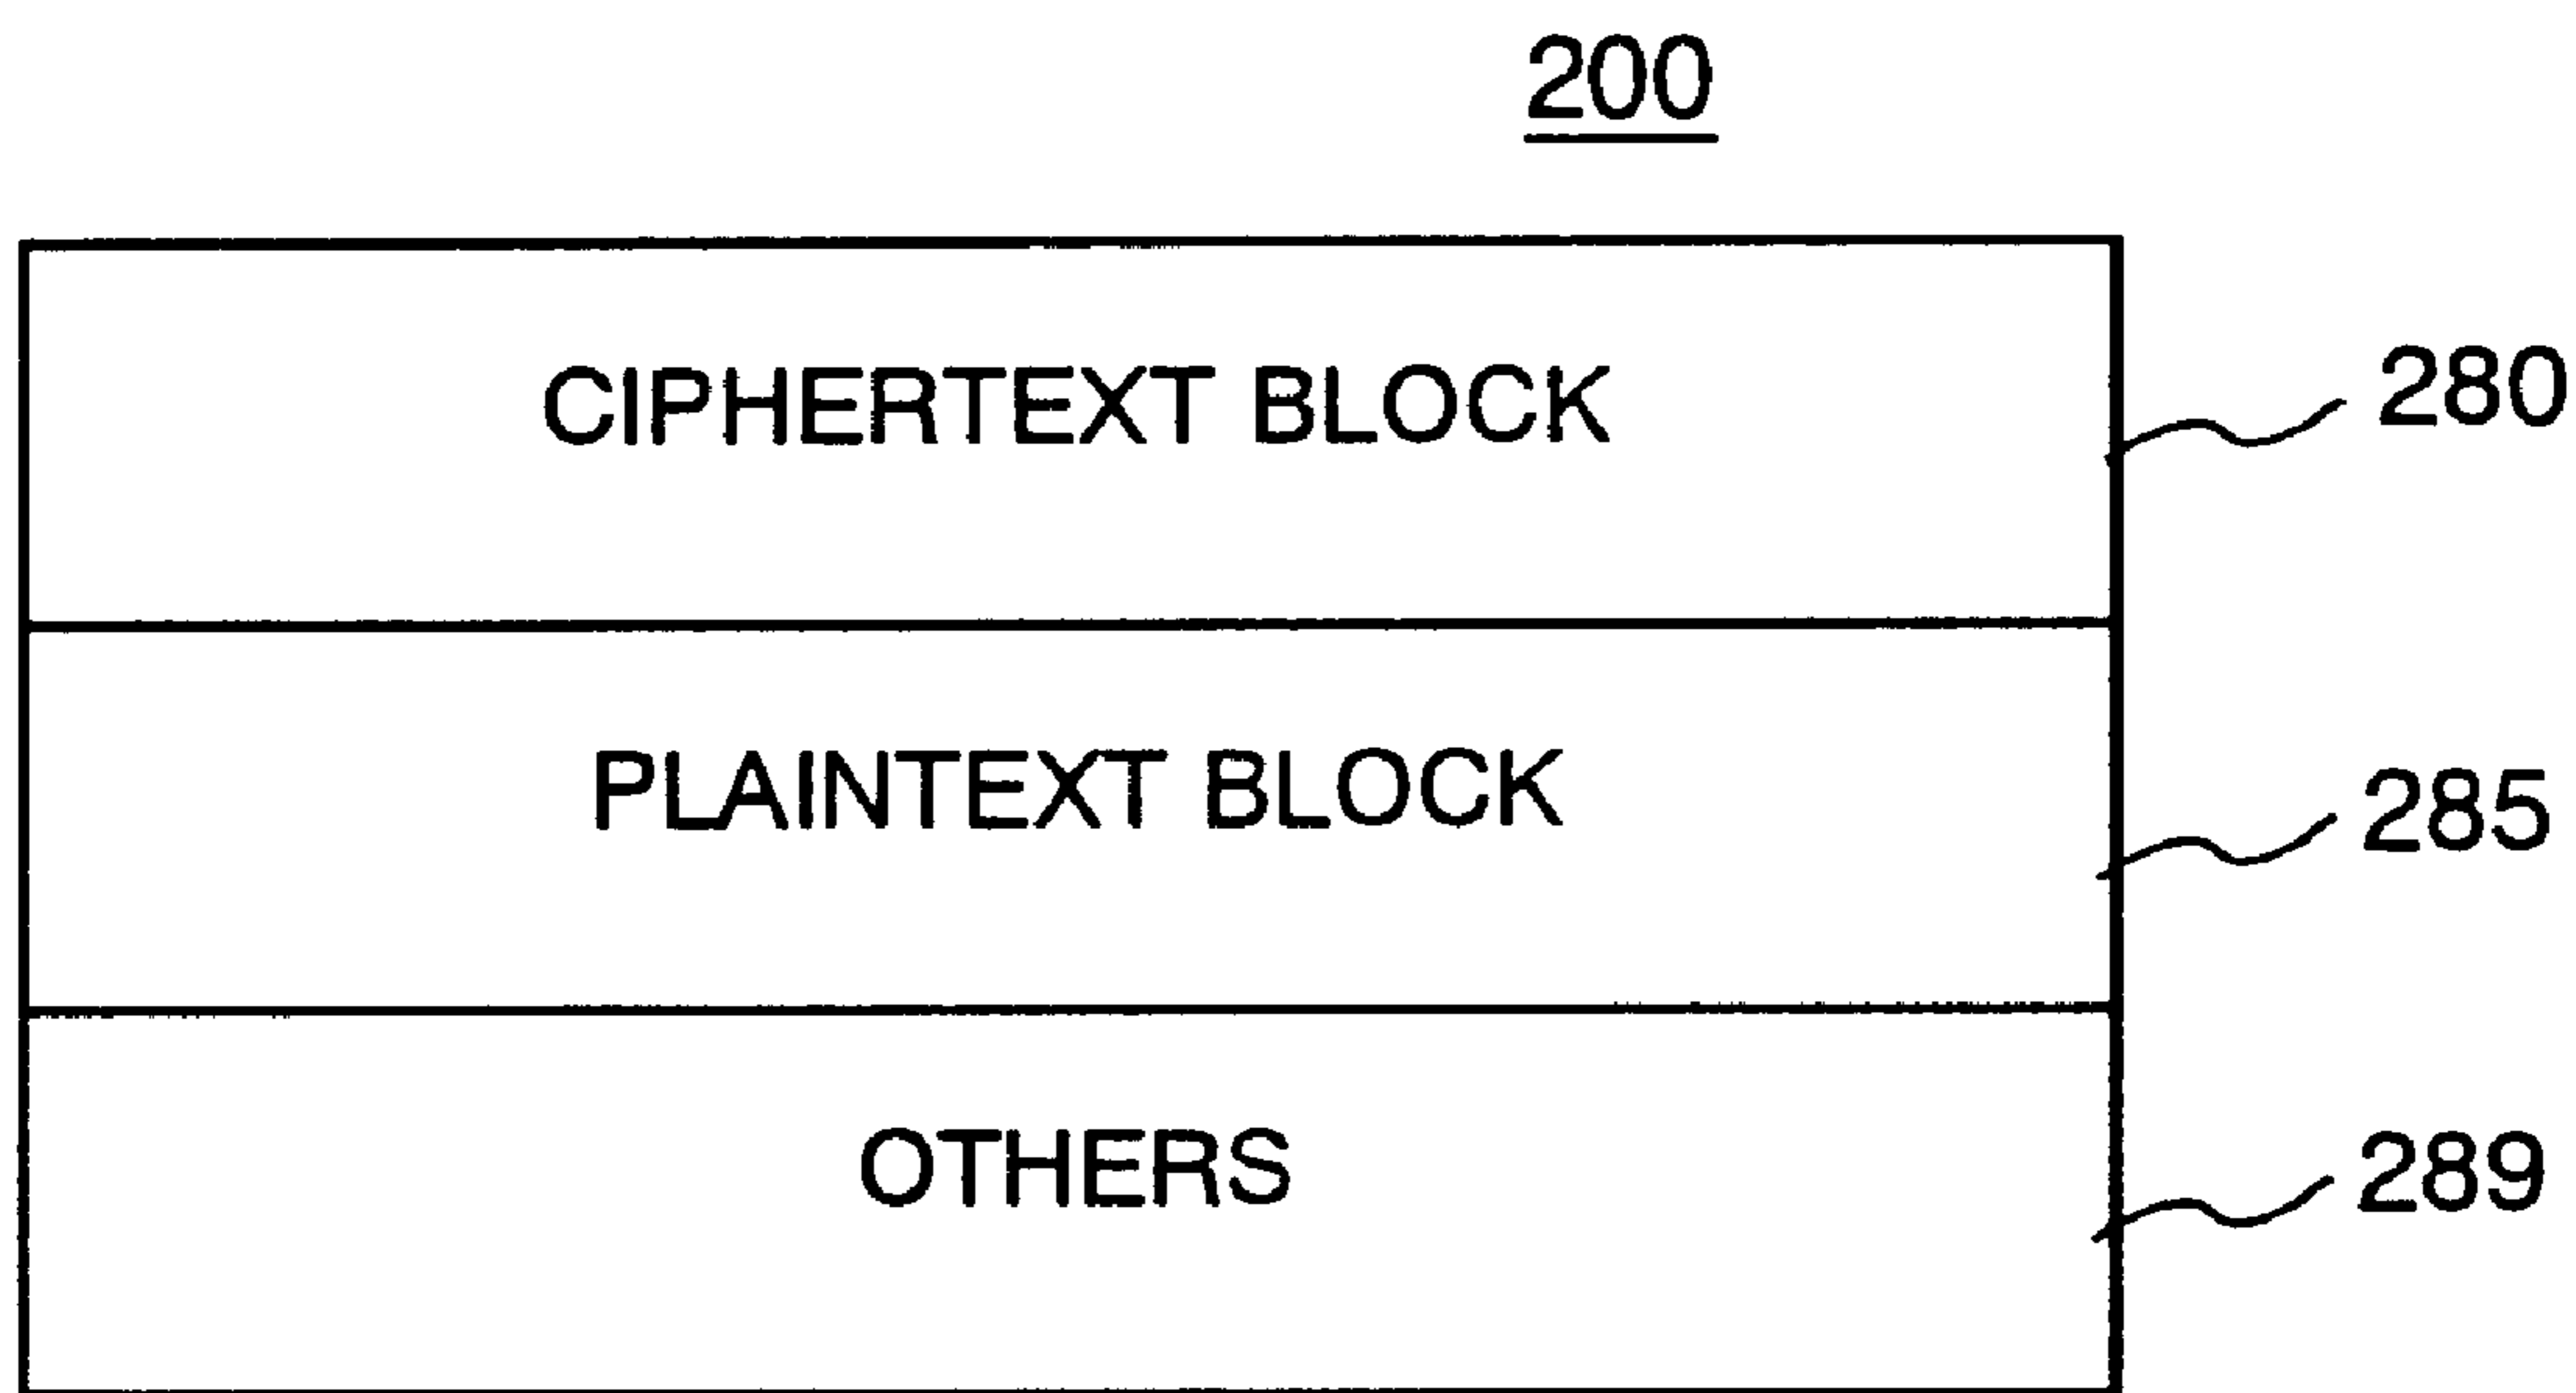 200
CIPHERTEXT BLOCK
280
PLAINTEXT BLOCK
285
OTHERS
289